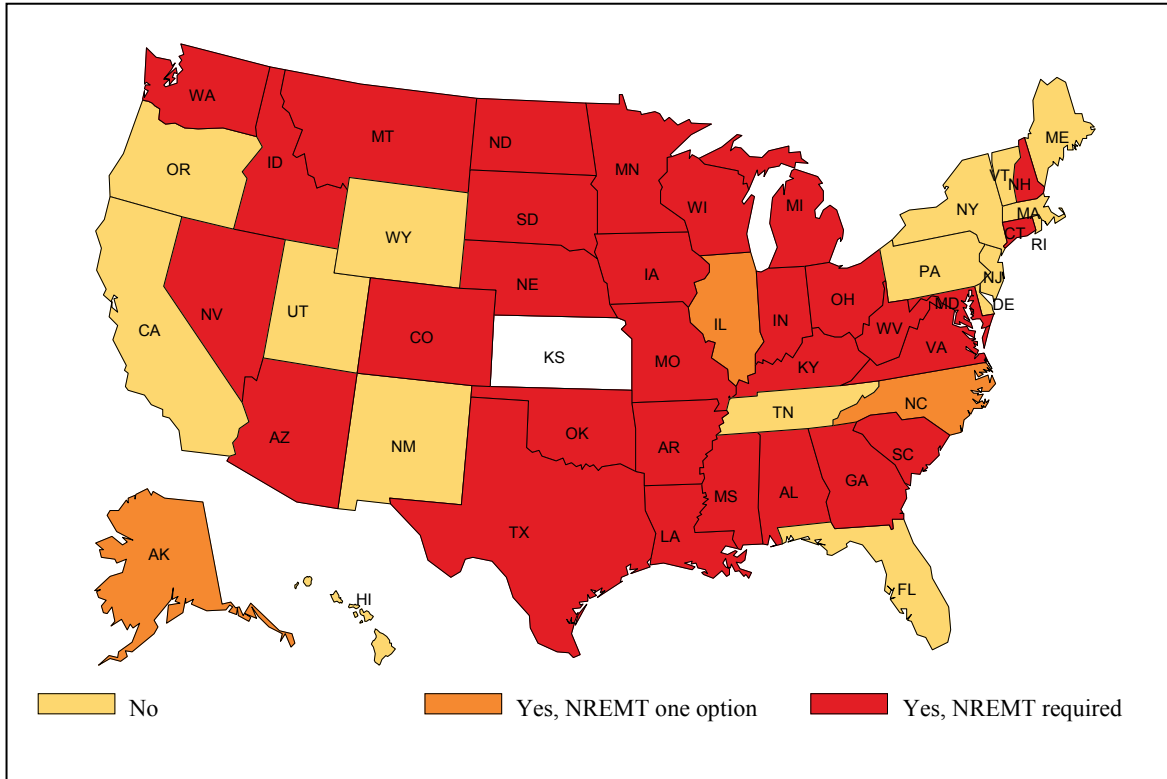 WA
MT
ND
MN
ME
ID
OR
VT
NH
WI
MI
SD
NY
MA
WY
CT
RI
PA
IA
NE
NJ
OH
DE
MD
NV
UT
IL
IN
WV
CA
CO
VA
KS
MO
KY
NC
TN
AZ
OK
NM
AR
SC
GA
MS
AL
TX
LA
AK
FL
HI
No
Yes, NREMT one option
Yes, NREMT required